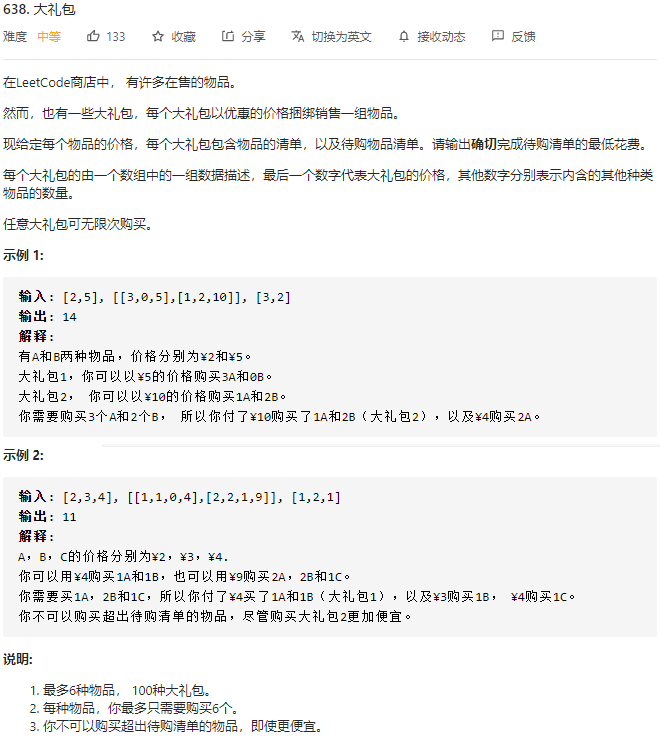 638. 大礼包
难度 中等 133 收藏 分享 切换为英文 接收动态 反馈
在LeetCode商店中， 有许多在售的物品。
然而，也有一些大礼包，每个大礼包以优惠的价格捆绑销售一组物品。
现给定每个物品的价格，每个大礼包包含物品的清单，以及待购物品清单。请输出确切完成待购清单的最低花费。
每个大礼包的由一个数组中的一组数据描述，最后一个数字代表大礼包的价格，其他数字分别表示内含的其他种类
物品的数量。
任意大礼包可无限次购买。
示例 1:
输入: [2,5], [[3,0,5],[1,2,10]], [3,2]
输出: 14
解释:
有A和B两种物品，价格分别为¥2和¥5。
大礼包1，你可以以¥5的价格购买3A和0B。
大礼包2， 你可以以¥10的价格购买1A和2B。
你需要购买3个A和2个B， 所以你付了¥10购买了1A和2B（大礼包2），以及¥4购买2A。
示例 2:
输入: [2,3,4], [[1,1,0,4],[2,2,1,9]], [1,2,1]
输出: 11
解释:
A，B，C的价格分别为¥2，¥3，¥4.
你可以用¥4购买1A和1B，也可以用¥9购买2A，2B和1C。
你需要买1A，2B和1C，所以你付了¥4买了1A和1B（大礼包1），以及¥3购买1B， ¥4购买1C。
你不可以购买超出待购清单的物品，尽管购买大礼包2更加便宜。
说明:
1. 最多6种物品， 100种大礼包。
2. 每种物品，你最多只需要购买6个。
3. 你不可以购买超出待购清单的物品，即使更便宜。